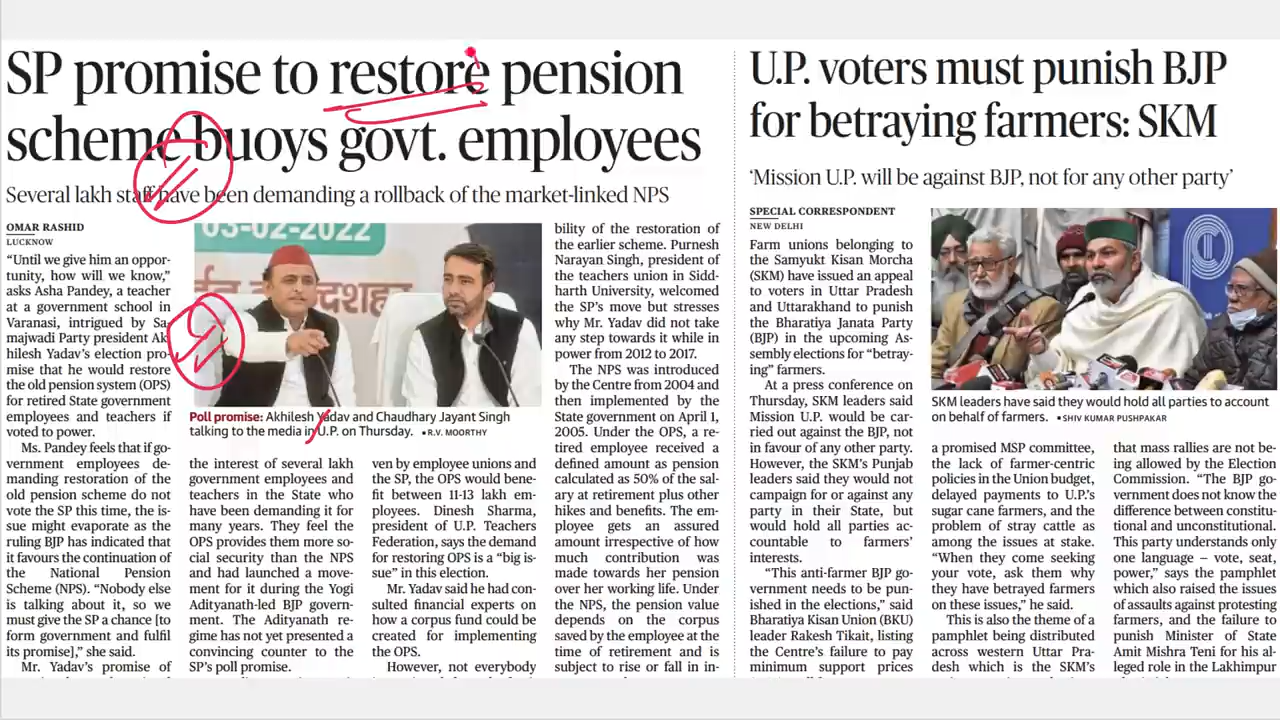 SP promise to restore pension
scheme buoys govt. employees
Several lakh staff have been demanding a rollback of the market-linked NPS
OMAR RASHID
LUCKNOW
“Until we give him an oppor-
tunity, how will we know,”
asks Asha Pandey, a teacher
at a government school in
Varanasi, intrigued by Sa-
majwadi Party president Ak
hilesh Yadav’s election pro-
mise that he would restore
the old pension system (OPS)
for retired State government
employees and teachers if
voted to power.
Ms. Pandey feels that if go-
vernment employees de-
manding restoration of the
old pension scheme do not
vote the SP this time, the is-
sue might evaporate as the
ruling BJP has indicated that
it favours the continuation of
the National Pension
Scheme (NPS). “Nobody else
is talking about it, so we
must give the SP a chance [to
form government and fulfil
its promise],” she said.
Mr. Yadav’s promise of
03-02-2022
Poll promise: Akhilesh Yadav and Chaudhary Jayant Singh
talking to the media in U.P. on Thursday. ▪R.V. MOORTHY
the interest of several lakh
government employees and
teachers in the State who
have been demanding it for
many years. They feel the
OPS provides them more so-
cial security than the NPS
and had launched a move-
ment for it during the Yogi
Adityanath-led BJP govern-
ment. The Adityanath re-
gime has not yet presented a
convincing counter to the
SP’s poll promise.
ven by employee unions and
the SP, the OPS would bene-
fit between 11-13 lakh em-
ployees. Dinesh Sharma,
president of U.P. Teachers
Federation, says the demand
for restoring OPS is a “big is-
sue” in this election.
Mr. Yadav said he had con-
sulted financial experts on
how a corpus fund could be
created for implementing
the OPS.
However, not everybody
bility of the restoration of
the earlier scheme. Purnesh
Narayan Singh, president of
the teachers union in Sidd-
harth University, welcomed
the SP’s move but stresses
why Mr. Yadav did not take
any step towards it while in
power from 2012 to 2017.
The NPS was introduced
by the Centre from 2004 and
then implemented by the
State government on April 1,
2005. Under the OPS, a re-
tired employee received a
defined amount as pension
calculated as 50% of the sal-
ary at retirement plus other
hikes and benefits. The em-
ployee gets an assured
amount irrespective of how
much contribution was
made towards her pension
over her working life. Under
the NPS, the pension value
depends on the corpus
saved by the employee at the
time of retirement and is
subject to rise or fall in in-
U.P. voters must punish BJP
for betraying farmers: SKM
‘Mission U.P. will be against BJP, not for any other party’
SPECIAL CORRESPONDENT
NEW DELHI
Farm unions belonging to
the Samyukt Kisan Morcha
(SKM) have issued an appeal
to voters in Uttar Pradesh
and Uttarakhand to punish
the Bharatiya Janata Party
(BJP) in the upcoming As-
sembly elections for “betray-
ing” farmers.
At a press conference on
Thursday, SKM leaders said
Mission U.P. would be car-
ried out against the BJP, not
in favour of any other party.
However, the SKM’s Punjab
leaders said they would not
campaign for or against any
party in their State, but
would hold all parties ac-
countable to farmers’
interests.
“This anti-farmer BJP go-
vernment needs to be pun-
ished in the elections,” said
Bharatiya Kisan Union (BKU)
leader Rakesh Tikait, listing
the Centre’s failure to pay
minimum support prices
SKM leaders have said they would hold all parties to account
on behalf of farmers. ▪SHIV KUMAR PUSHPAKAR
a promised MSP committee,
the lack of farmer-centric
policies in the Union budget,
delayed payments to U.P.’s
sugar cane farmers, and the
problem of stray cattle as
among the issues at stake.
“When they come seeking
your vote, ask them why
they have betrayed farmers
on these issues,” he said.
This is also the theme of a
pamphlet being distributed
across western Uttar Pra-
desh which is the SKM’s
that mass rallies are not be-
ing allowed by the Election
Commission. “The BJP go-
vernment does not know the
difference between constitu-
tional and unconstitutional.
This party understands only
one language – vote, seat,
power,” says the pamphlet
which also raised the issues
of assaults against protesting
farmers, and the failure to
punish Minister of State
Amit Mishra Teni for his al-
leged role in the Lakhimpur